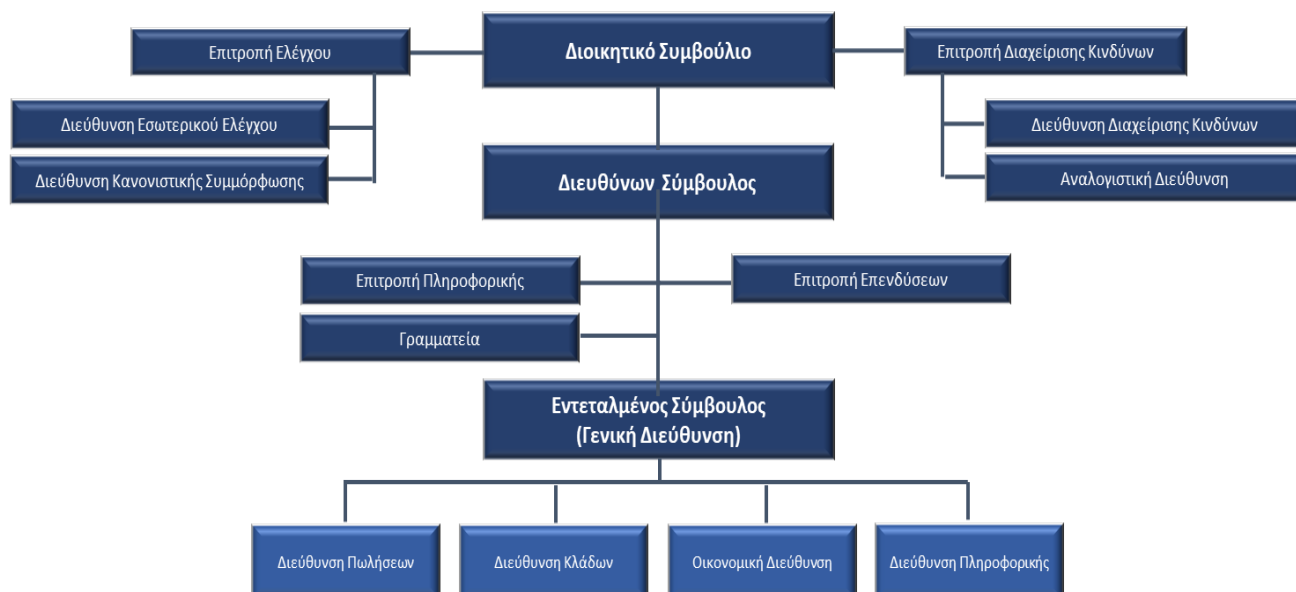 Διοικητικό Συμβούλιο
Επιτροπή Ελέγχου
Επιτροπή Διαχείρισης Κινδύνων
Διεύθυνση Εσωτερικού Ελέγχου
Διεύθυνση Διαχείρισης Κινδύνων
Διεύθυνση Κανονιστικής Συμμόρφωσης
Αναλογιστική Διεύθυνση
Διευθύνων Σύμβουλος
Επιτροπή Πληροφορικής
Επιτροπή Επενδύσεων
Γραμματεία
Εντεταλμένος Σύμβουλος
(Γενική Διεύθυνση)
Διεύθυνση Πωλήσεων
Διεύθυνση Κλάδων
Οικονομική Διεύθυνση
Διεύθυνση Πληροφορικής